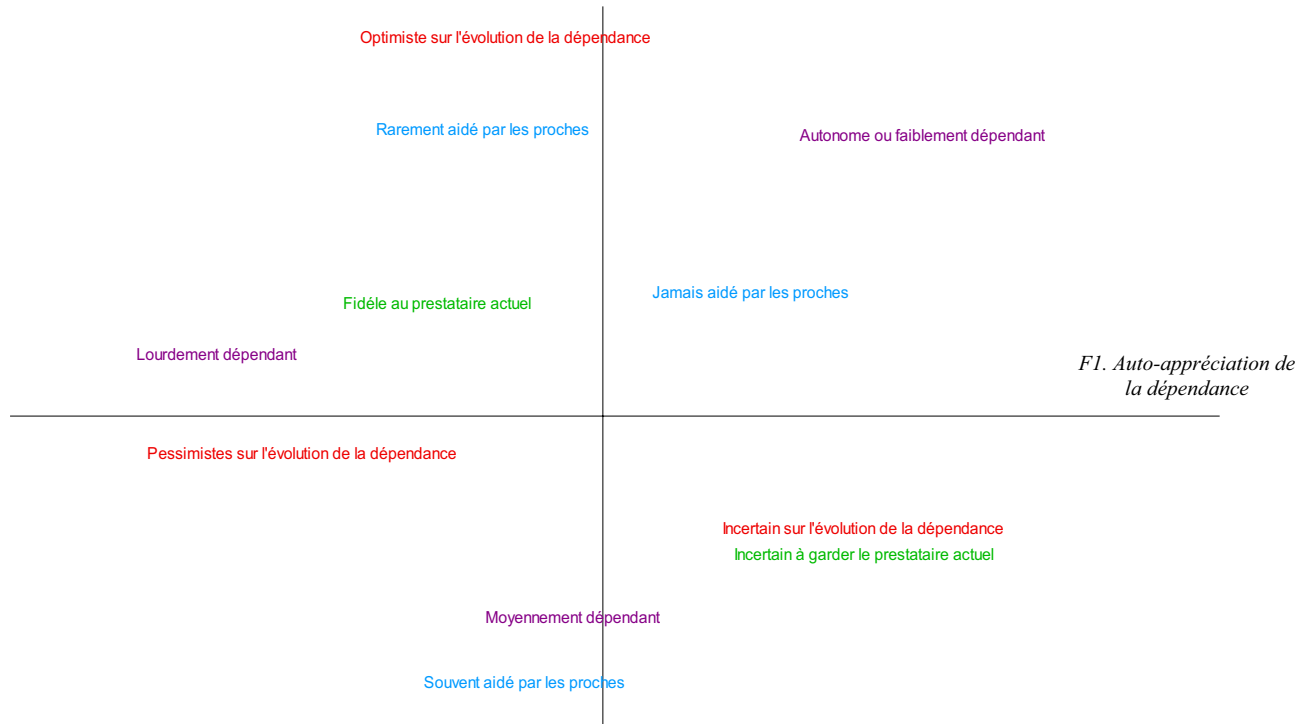 Optimiste sur l'évolution de la dépendance
Rarement aidé par les proches
Autonome ou faiblement dépendant
Jamais aidé par les proches
Fidéle au prestataire actuel
Lourdement dépendant
F1. Auto-appréciation de
la dépendance
Pessimistes sur l'évolution de la dépendance
Incertain sur l'évolution de la dépendance
Incertain à garder le prestataire actuel
Moyennement dépendant
Souvent aidé par les proches